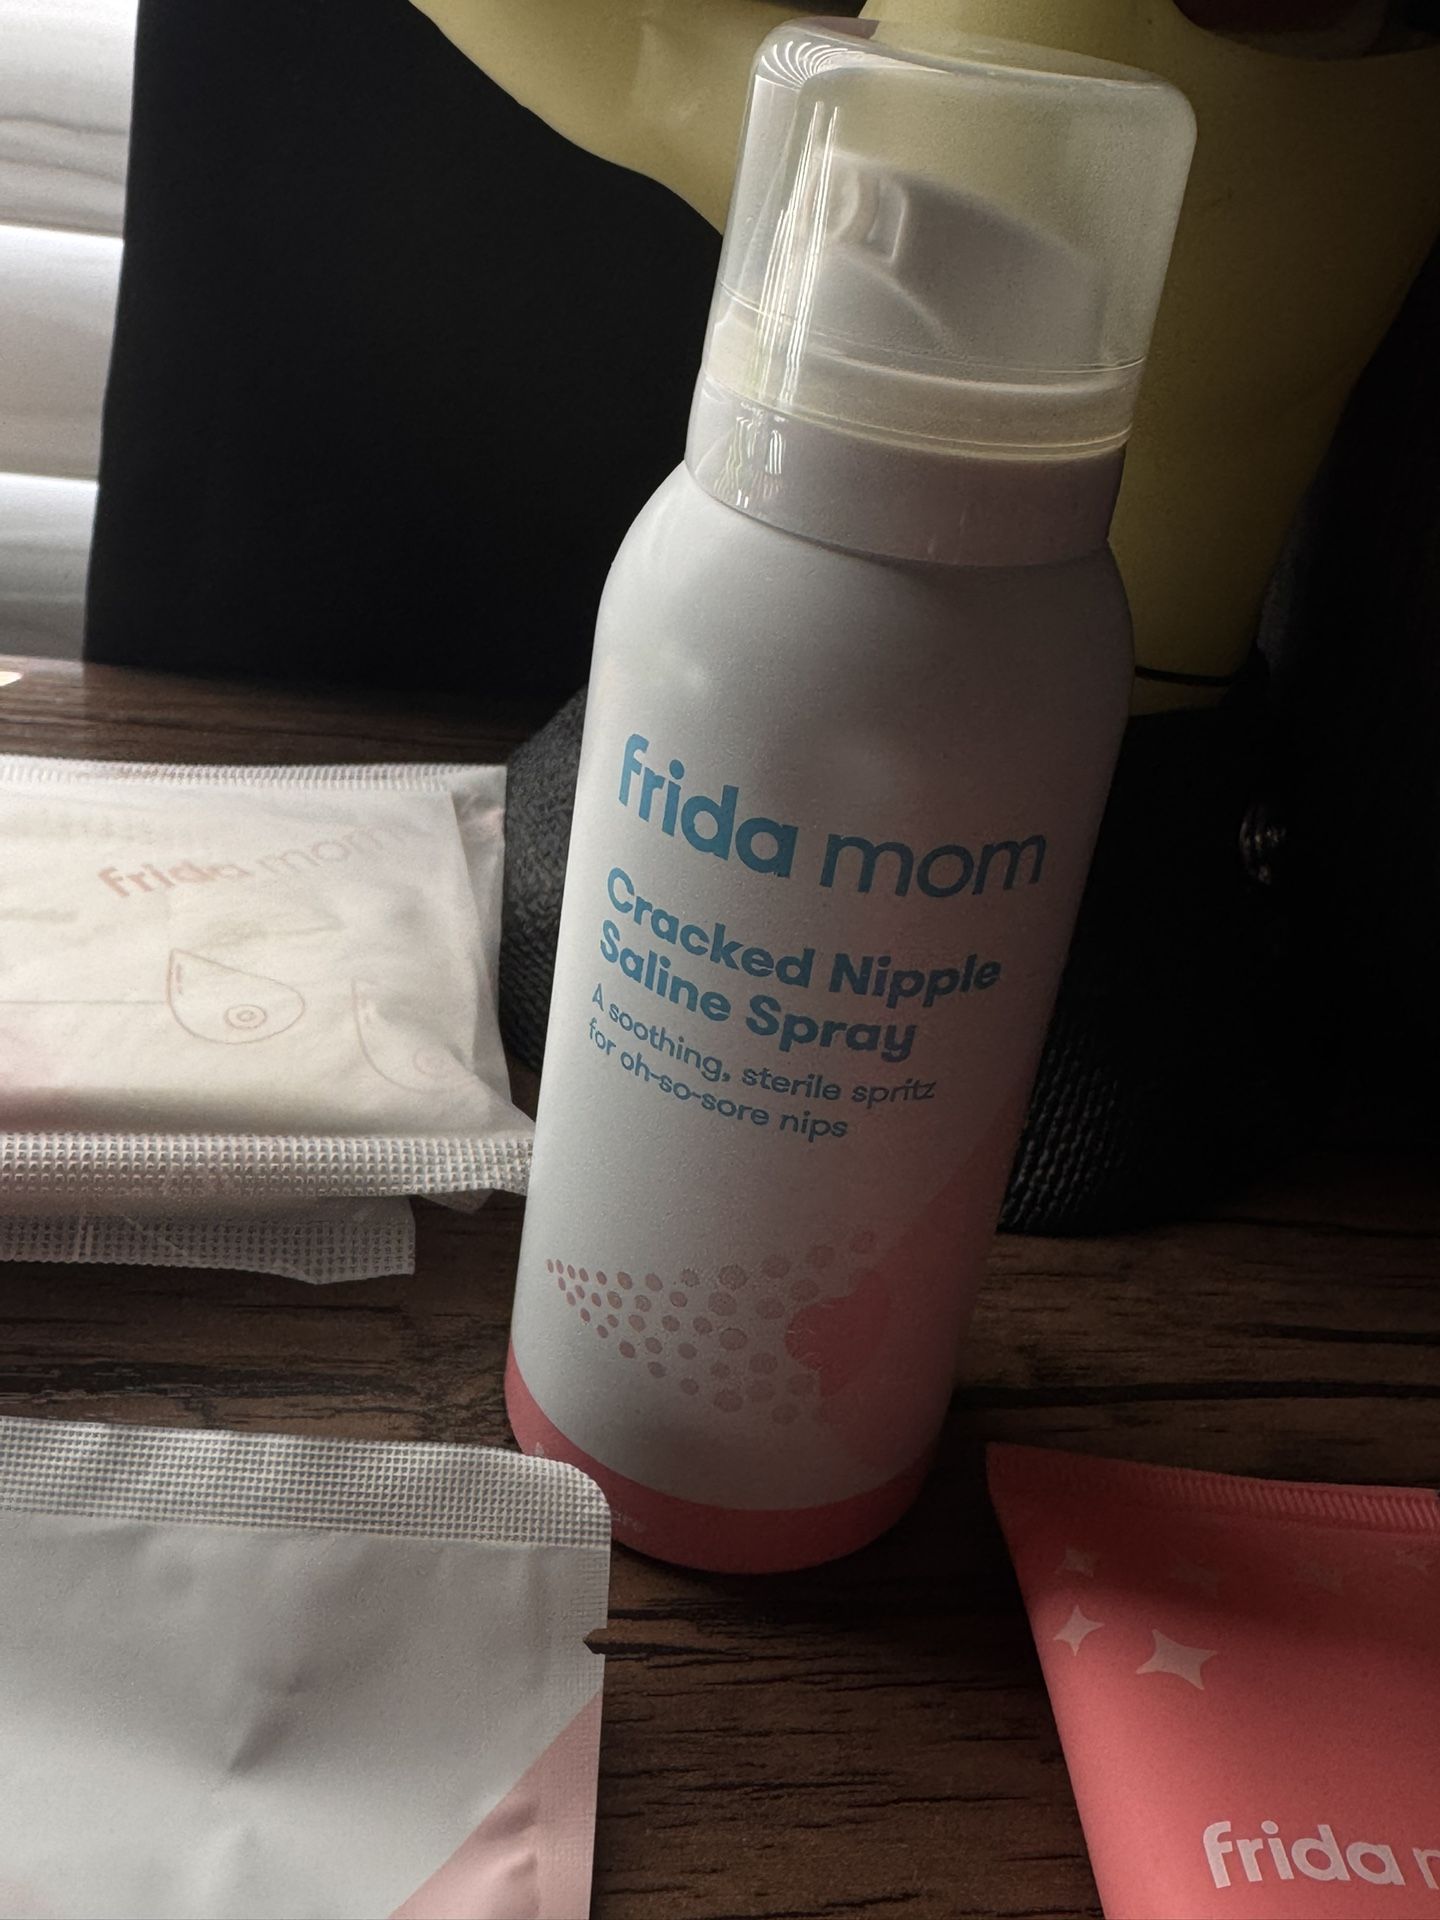 frida mom
Cracked Nipple
Saline Spray
A soothing, sterile spritz
for oh-so-sore nips
frida mom
frida